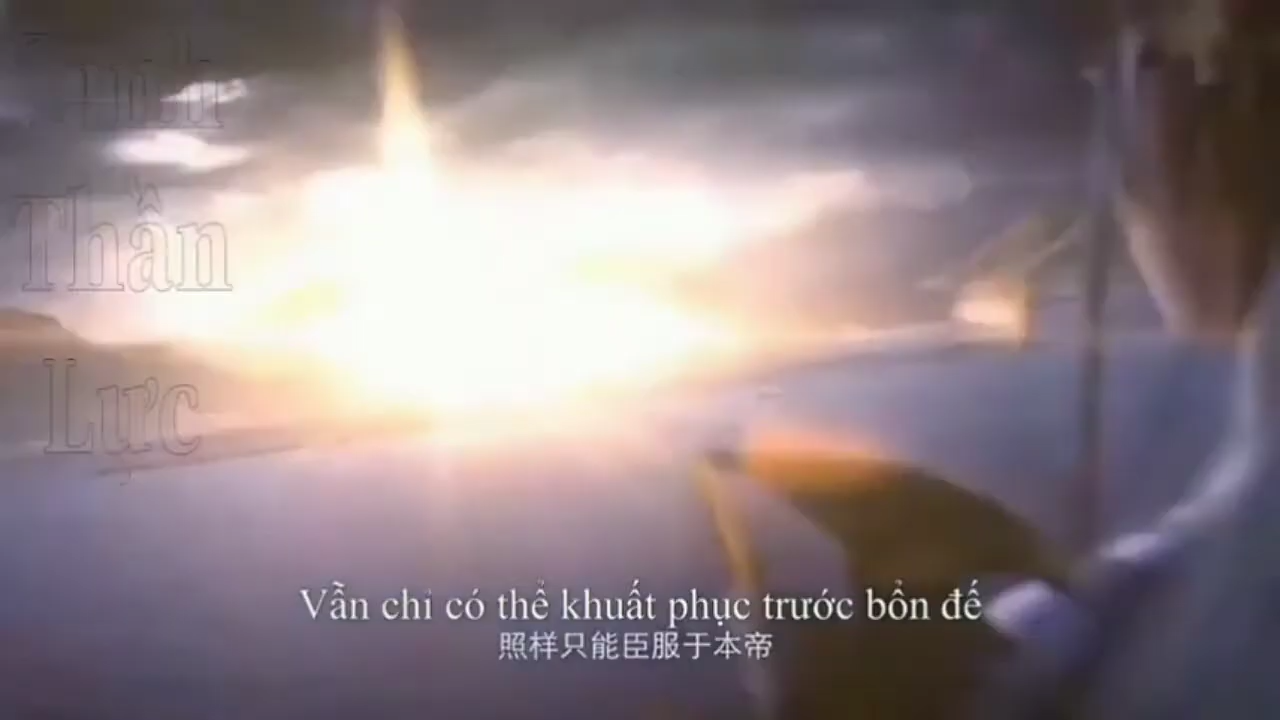 Thần
Lực
Vẫn chỉ có thể khuất phục trước bổn đế
照样只能臣服于本帝